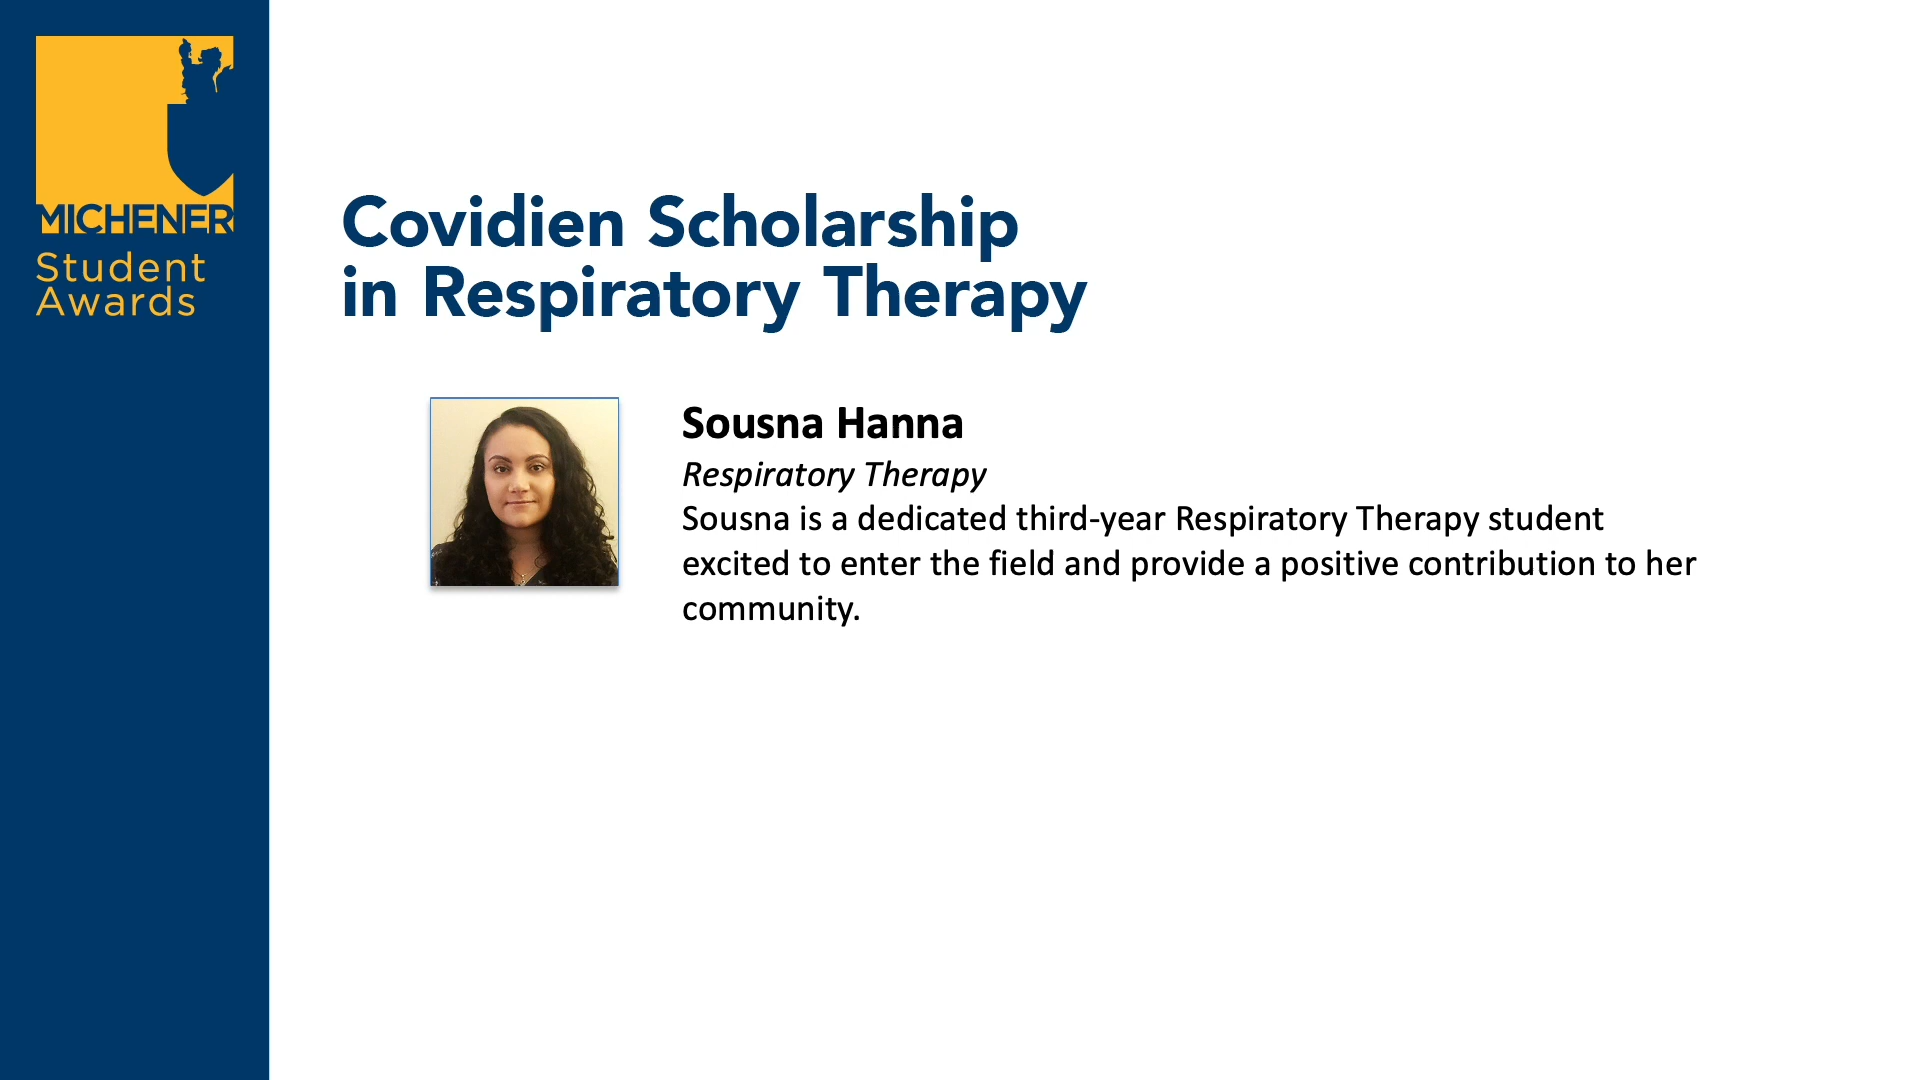 MICHENER
Student
Awards
Covidien Scholarship
in Respiratory Therapy
Sousna Hanna
Respiratory Therapy
Sousna is a dedicated third-year Respiratory Therapy student
excited to enter the field and provide a positive contribution to her
community.